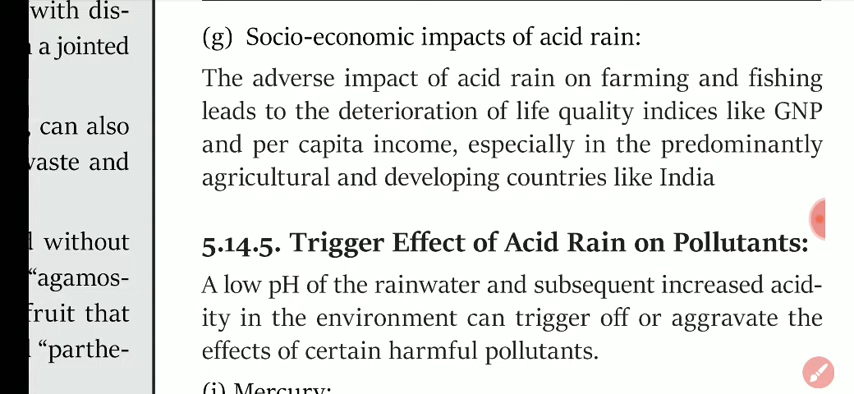 with dis-
a jointed
can also
waste and
without
“agamos-
fruit that
“parthe-
(g) Socio-economic impacts of acid rain:
The adverse impact of acid rain on farming and fishing
leads to the deterioration of life quality indices like GNP
and per capita income, especially in the predominantly
agricultural and developing countries like India
5.14.5. Trigger Effect of Acid Rain on Pollutants:
A low pH of the rainwater and subsequent increased acid-
ity in the environment can trigger off or aggravate the
effects of certain harmful pollutants.
(i) Mercury: